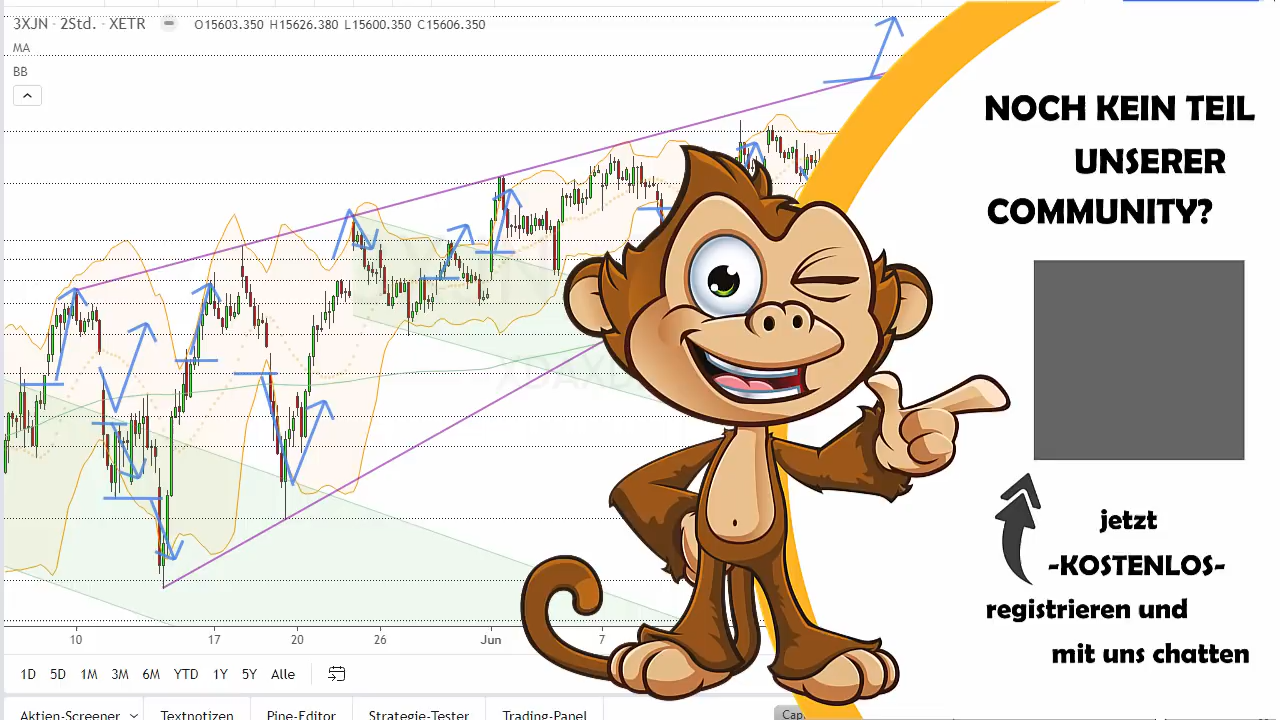 3XJN · 2Std. · XETR O15603.350 H15626.380 L15600.350 C15606.350
MA
BB
NOCH KEIN TEIL
UNSERER
COMMUNITY?
jetzt
-KOSTENLOS-
registrieren und
mit uns chatten
10 17 20 26 Jun 7
1D 5D 1M 3M 6M YTD 1Y 5Y Alle
Aktien-Screener Textnotizen Pine-Editor Strategie-Tester Trading-Panel